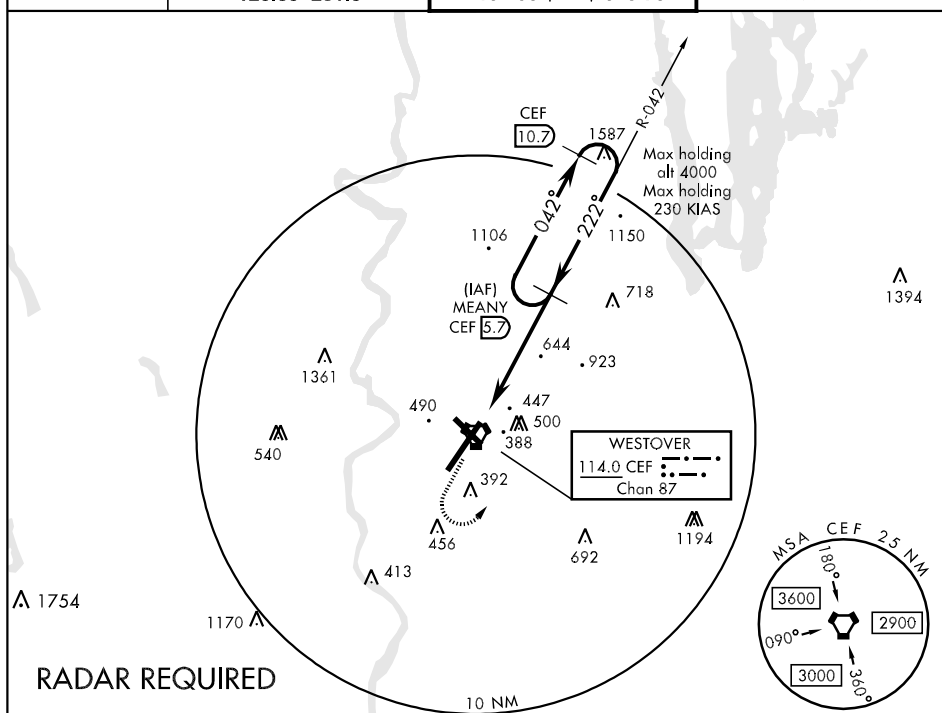 R-042
CEF
10.7
1587
Max holding
alt 4000
Max holding
230 KIAS
042°
222°
1106
1150
(IAF)
MEANY
CEF 5.7
718
1394
644
923
1361
490
447
500
388
540
WESTOVER
114.0 CEF
Chan 87
392
456
692
1194
413
MSA CEF 25 NM
180°
3600
2900
090°
3000
360°
1754
1170
RADAR REQUIRED
10 NM